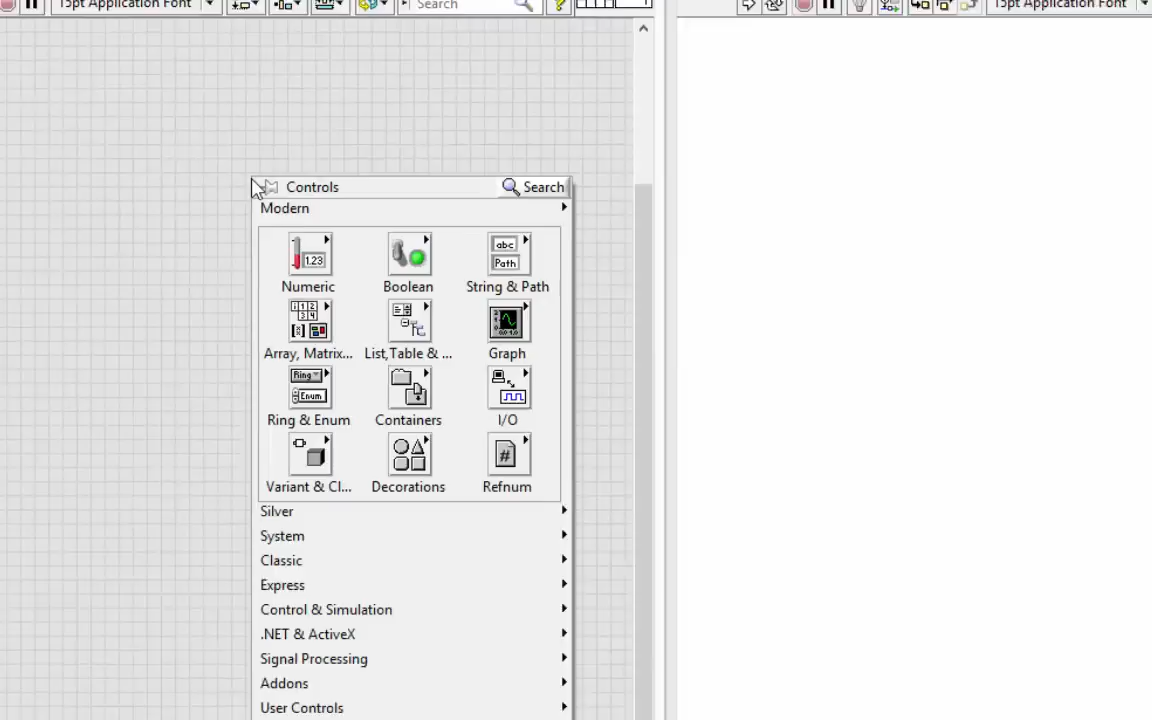 15pt Application Font
Search
15pt Application Font
Controls
Search
Modern
1.23
abc
Path
Numeric
Boolean
String & Path
Array, Matrix...
List,Table & ...
Graph
Ring
Enum
Ring & Enum
Containers
I/O
#
Variant & Cl...
Decorations
Refnum
Silver
System
Classic
Express
Control & Simulation
.NET & ActiveX
Signal Processing
Addons
User Controls